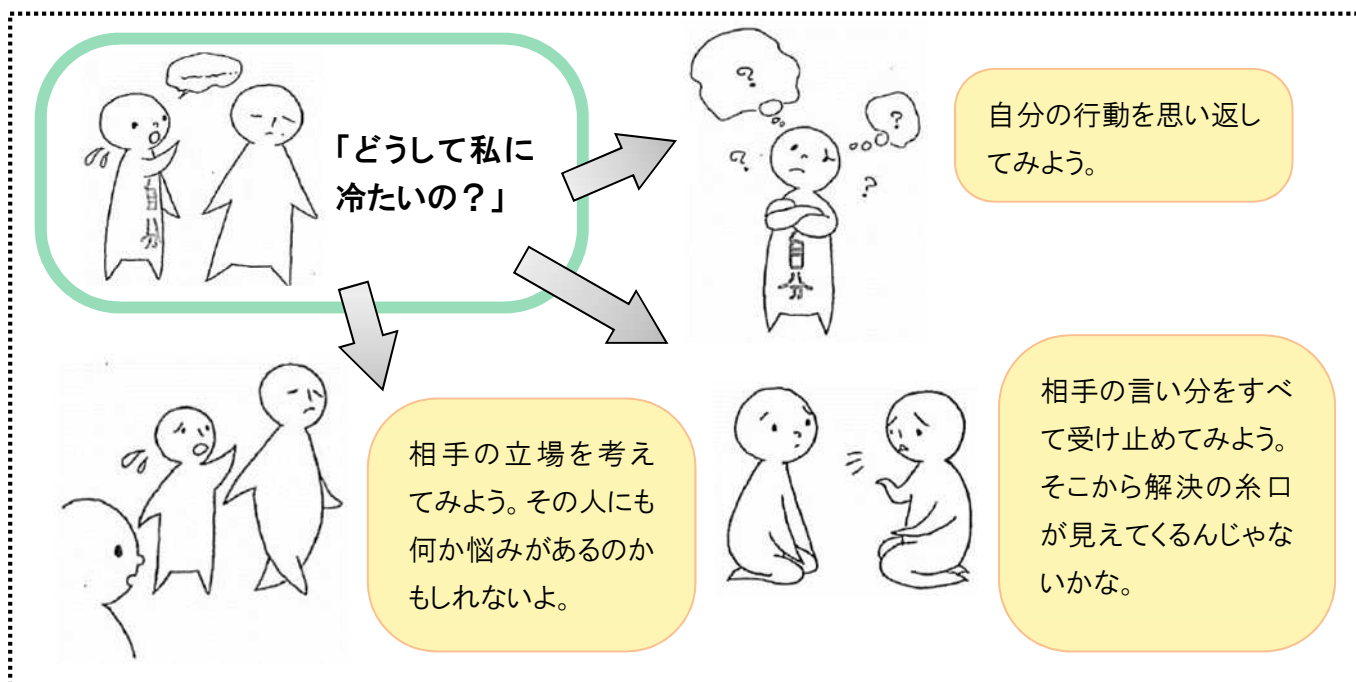 自分
「どうして私に
冷たいの？」
?
?
?
?
自分
自分の行動を思い返し
てみよう。
相手の立場を考え
てみよう。その人にも
何か悩みがあるのか
もしれないよ。
相手の言い分をすべ
て受け止めてみよう。
そこから解決の糸口
が見えてくるんじゃな
いかな。